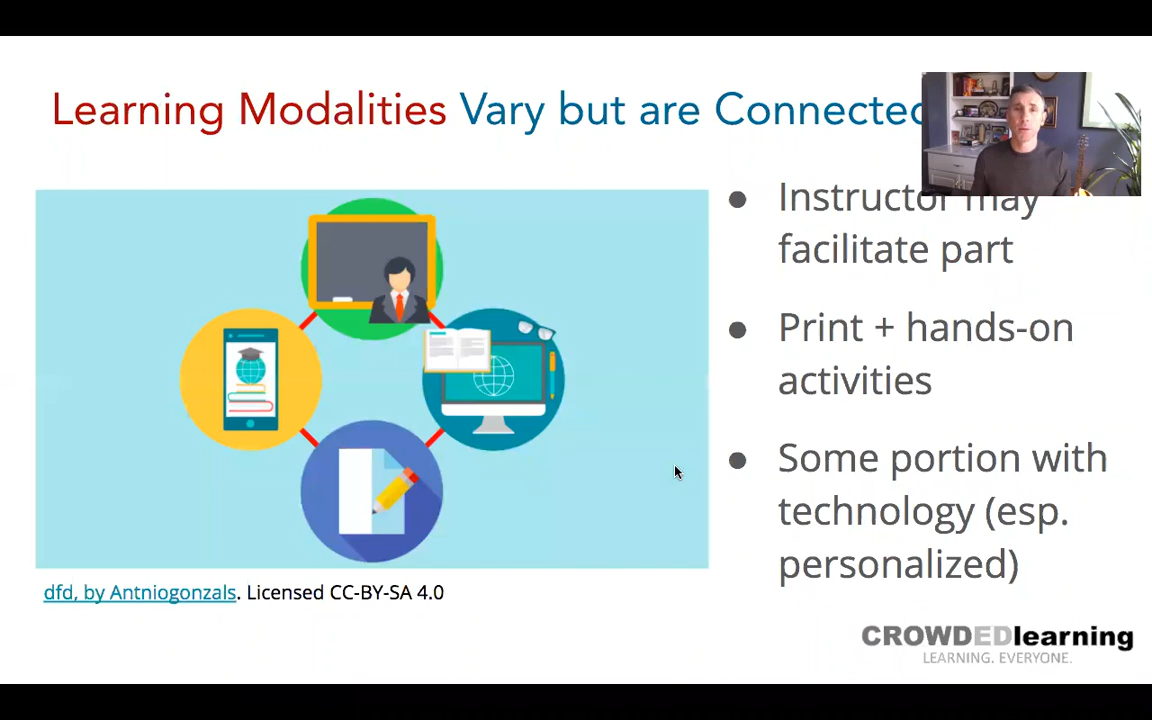 Learning Modalities Vary but are Connected
Instructor may
facilitate part
Print + hands-on
activities
Some portion with
technology (esp.
personalized)
dfd, by Antniogonzals. Licensed CC-BY-SA 4.0
CROWDEDlearning
LEARNING. EVERYONE.